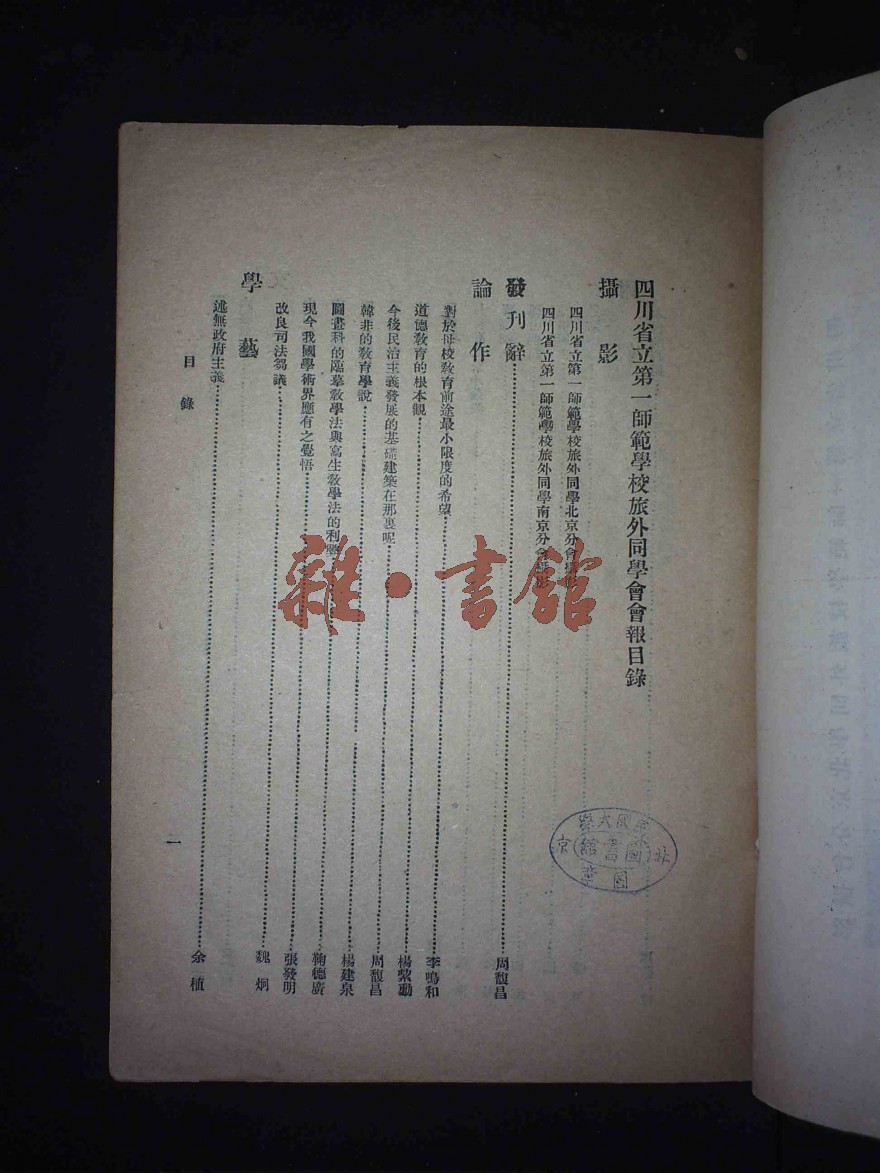 四川省立第一師範學校旅外同學會會報目錄
攝影
四川省立第一師範學校旅外同學北京分會攝影
四川省立第一師範學校旅外同學南京分會攝影
發刊辭……周馥昌
論作
對於母校教育前途最小限度的希望……李鳴和
道德教育的根本觀……楊紫勳
今後民治主義發展的基礎建築在那裏呢……周馥昌
韓非的教育學說……楊建泉
圖畫科的臨摹教學法與寫生教學法的利弊……鞠德廣
現今我國學術界應有之覺悟……張發明
改良司法芻議……魏炯
學藝
述無政府主義……余植
目錄
一
雜·書館
圖書館